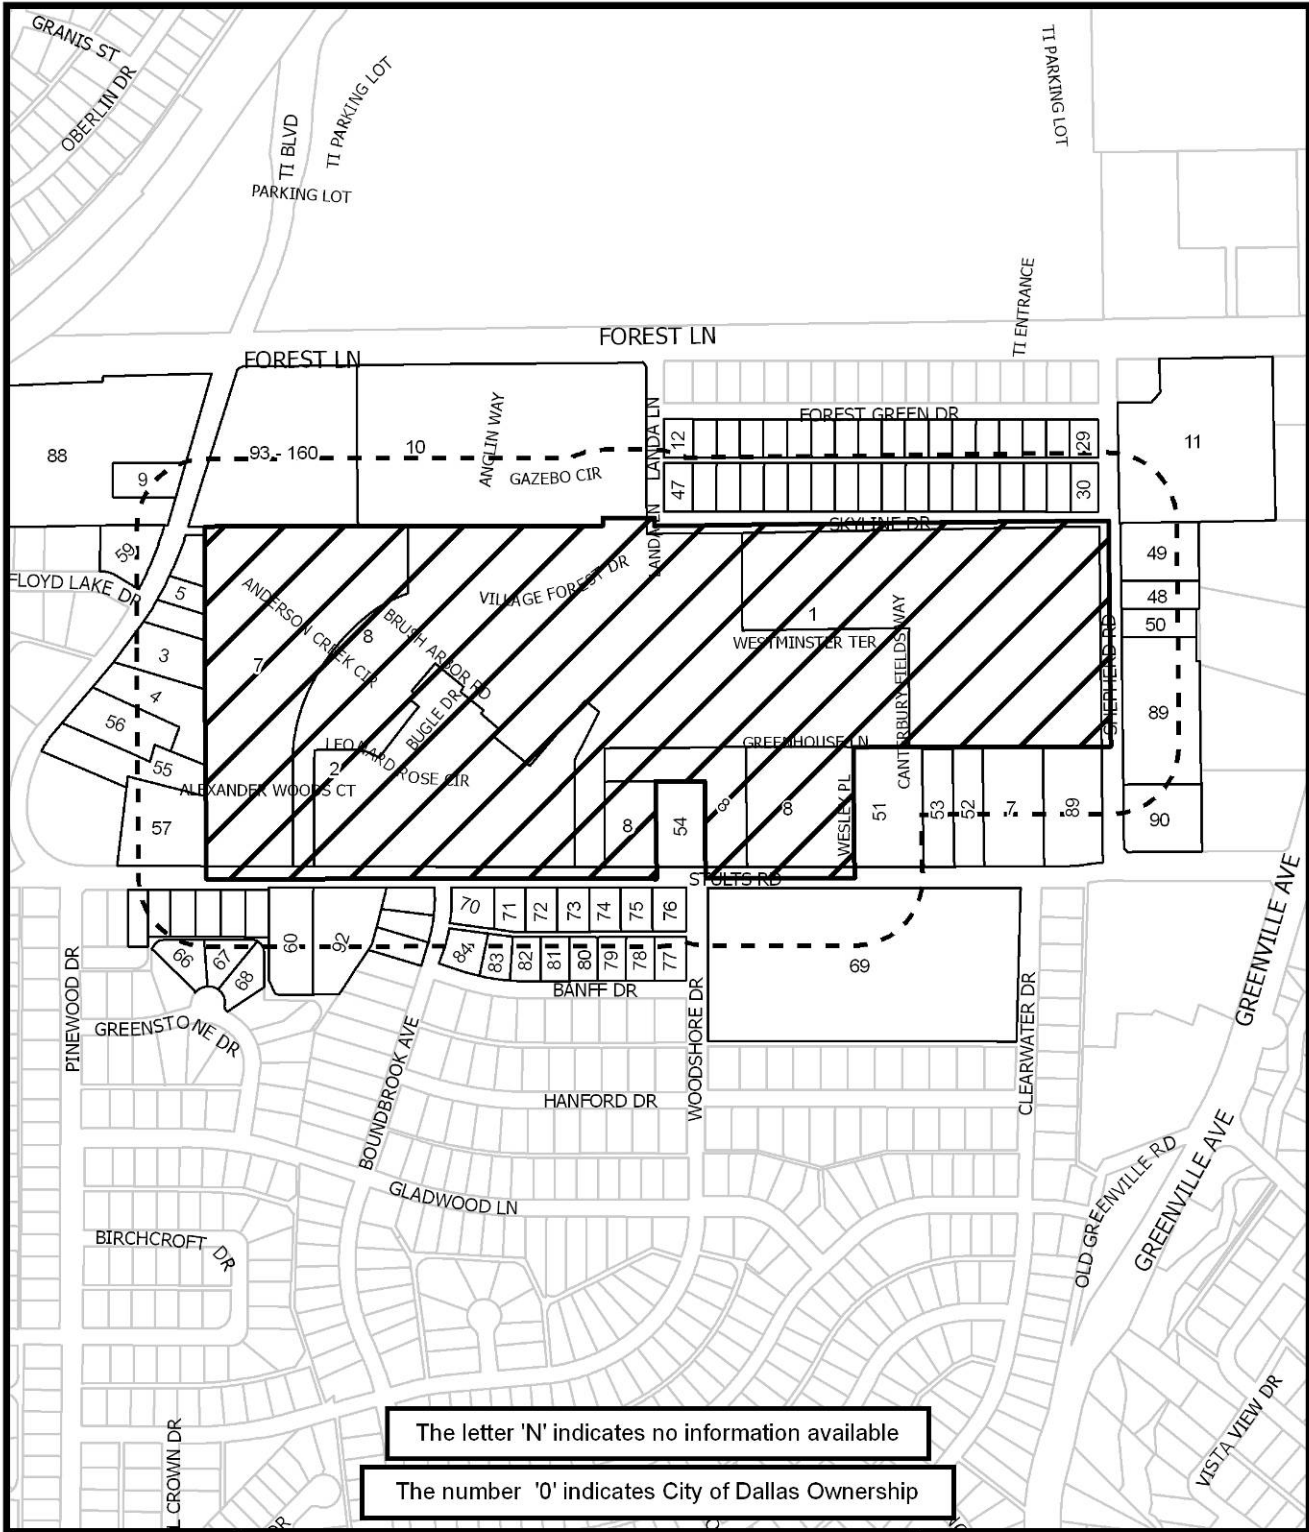 GRANIS ST
OBERLIN DR
TI BLVD
TI PARKING LOT
PARKING LOT
TI PARKING LOT
TI ENTRANCE
FOREST LN
FOREST LN
FOREST GREEN DR
LANDA LN
88
9
93 - 160
10
ANGLIN WAY
GAZEBO CIR
12
29
47
30
11
SKYLINE DR
59
FLOYD LAKE DR
5
3
4
56
55
57
7
ANDERSON CREEK CIR
8
BRUSH ARBOR RD
VILLAGE FOREST DR
BUGLE DR
2
LEONARD ROSE CIR
ALEXANDER WOODS CT
1
WESTMINSTER TER
CANTERBURY FIELDS WAY
GREENHOUSE LN
SHEPHERD RD
49
48
50
89
90
8
54
8
8
WESLEY PL
51
53
52
7
89
STULTS RD
70
71
72
73
74
75
76
84
83
82
81
80
79
78
77
60
92
66
67
68
69
BANFF DR
PINEWOOD DR
GREENSTONE DR
BOUNDBROOK AVE
WOODSHORE DR
CLEARWATER DR
HANFORD DR
GREENVILLE AVE
GLADWOOD LN
BIRCHCROFT DR
OLD GREENVILLE RD
GREENVILLE AVE
VISTA VIEW DR
L CROWN DR
The letter 'N' indicates no information available
The number '0' indicates City of Dallas Ownership